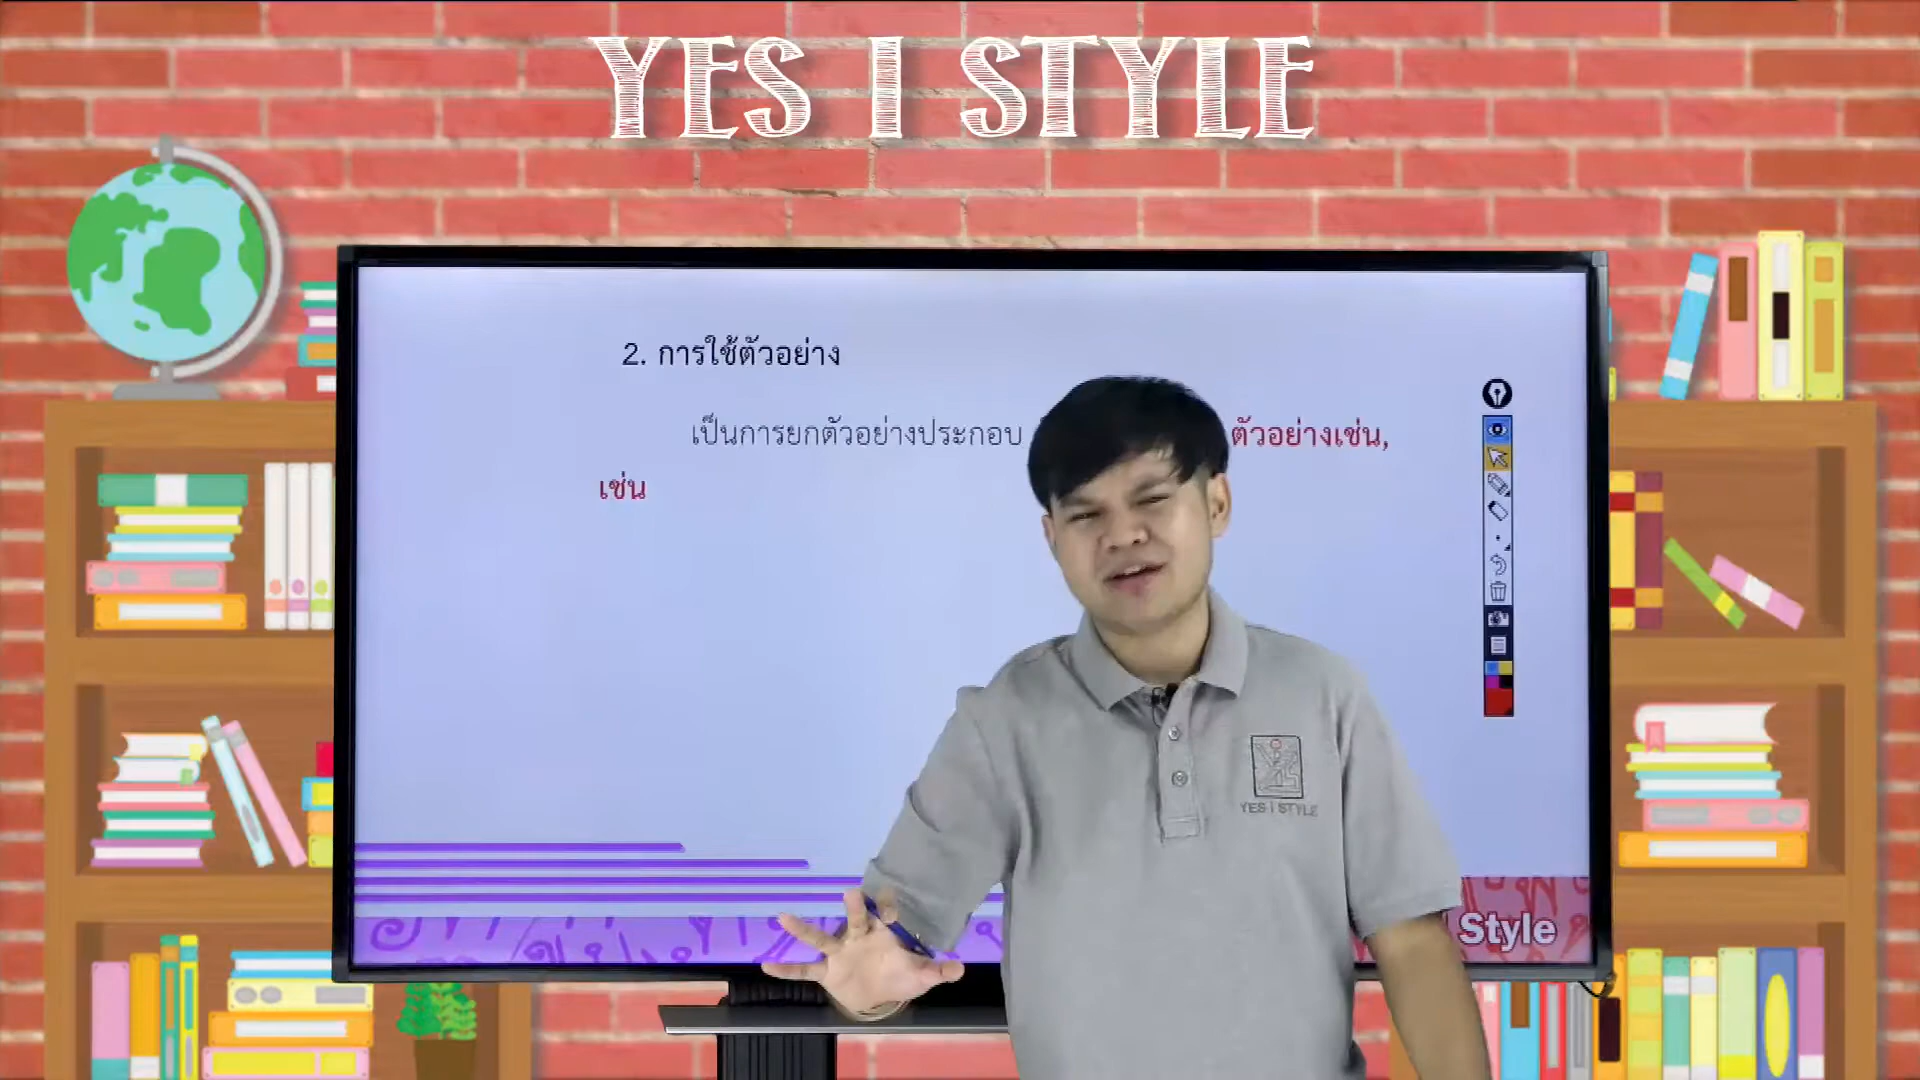 YES I STYLE
2. การใช้ตัวอย่าง
เป็นการยกตัวอย่างประกอบ ตัวอย่างเช่น,
เช่น
YES I STYLE
Style